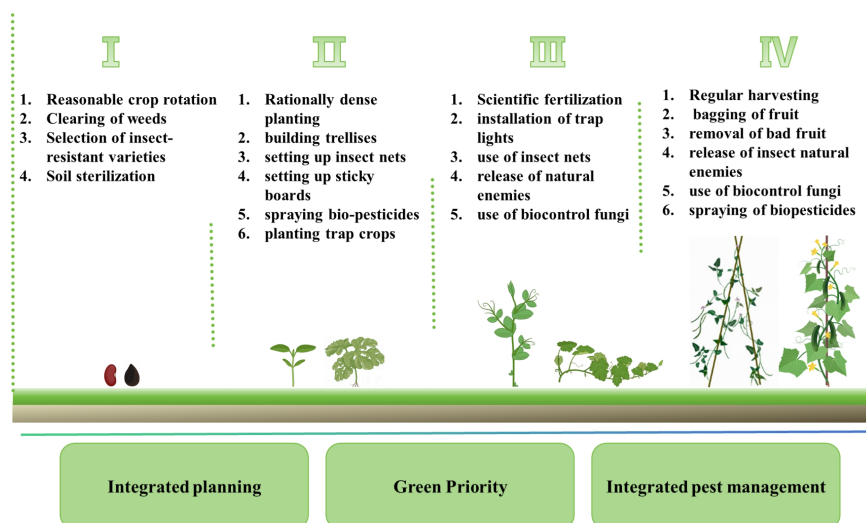 I
1. Reasonable crop rotation
2. Clearing of weeds
3. Selection of insect-
resistant varieties
4. Soil sterilization
II
1. Rationally dense
planting
2. building trellises
3. setting up insect nets
4. setting up sticky
boards
5. spraying bio-pesticides
6. planting trap crops
III
1. Scientific fertilization
2. installation of trap
lights
3. use of insect nets
4. release of natural
enemies
5. use of biocontrol fungi
IV
1. Regular harvesting
2. bagging of fruit
3. removal of bad fruit
4. release of insect natural
enemies
5. use of biocontrol fungi
6. spraying of biopesticides
Integrated planning
Green Priority
Integrated pest management